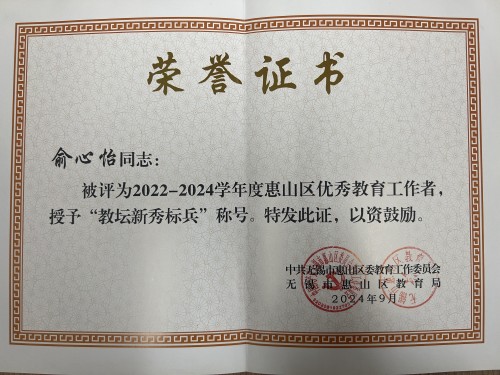 荣誉证书
俞心怡同志：
被评为2022-2024学年度惠山区优秀教育工作者，
授予“教坛新秀标兵”称号。特发此证，以资鼓励。
中共无锡市惠山区委教育工作委员会
无锡市惠山区教育局
2024年9月